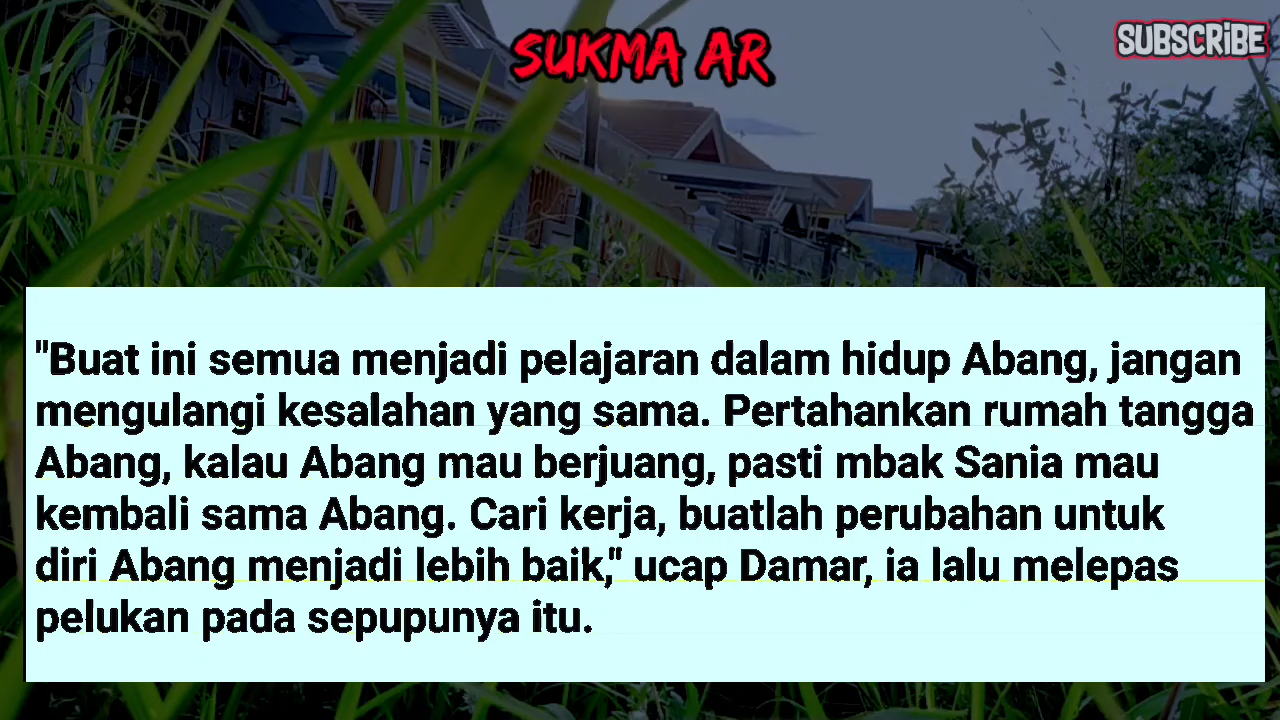 SUKMA AR
SUBSCRiBE
"Buat ini semua menjadi pelajaran dalam hidup Abang, jangan
mengulangi kesalahan yang sama. Pertahankan rumah tangga
Abang, kalau Abang mau berjuang, pasti mbak Sania mau
kembali sama Abang. Cari kerja, buatlah perubahan untuk
diri Abang menjadi lebih baik," ucap Damar, ia lalu melepas
pelukan pada sepupunya itu.